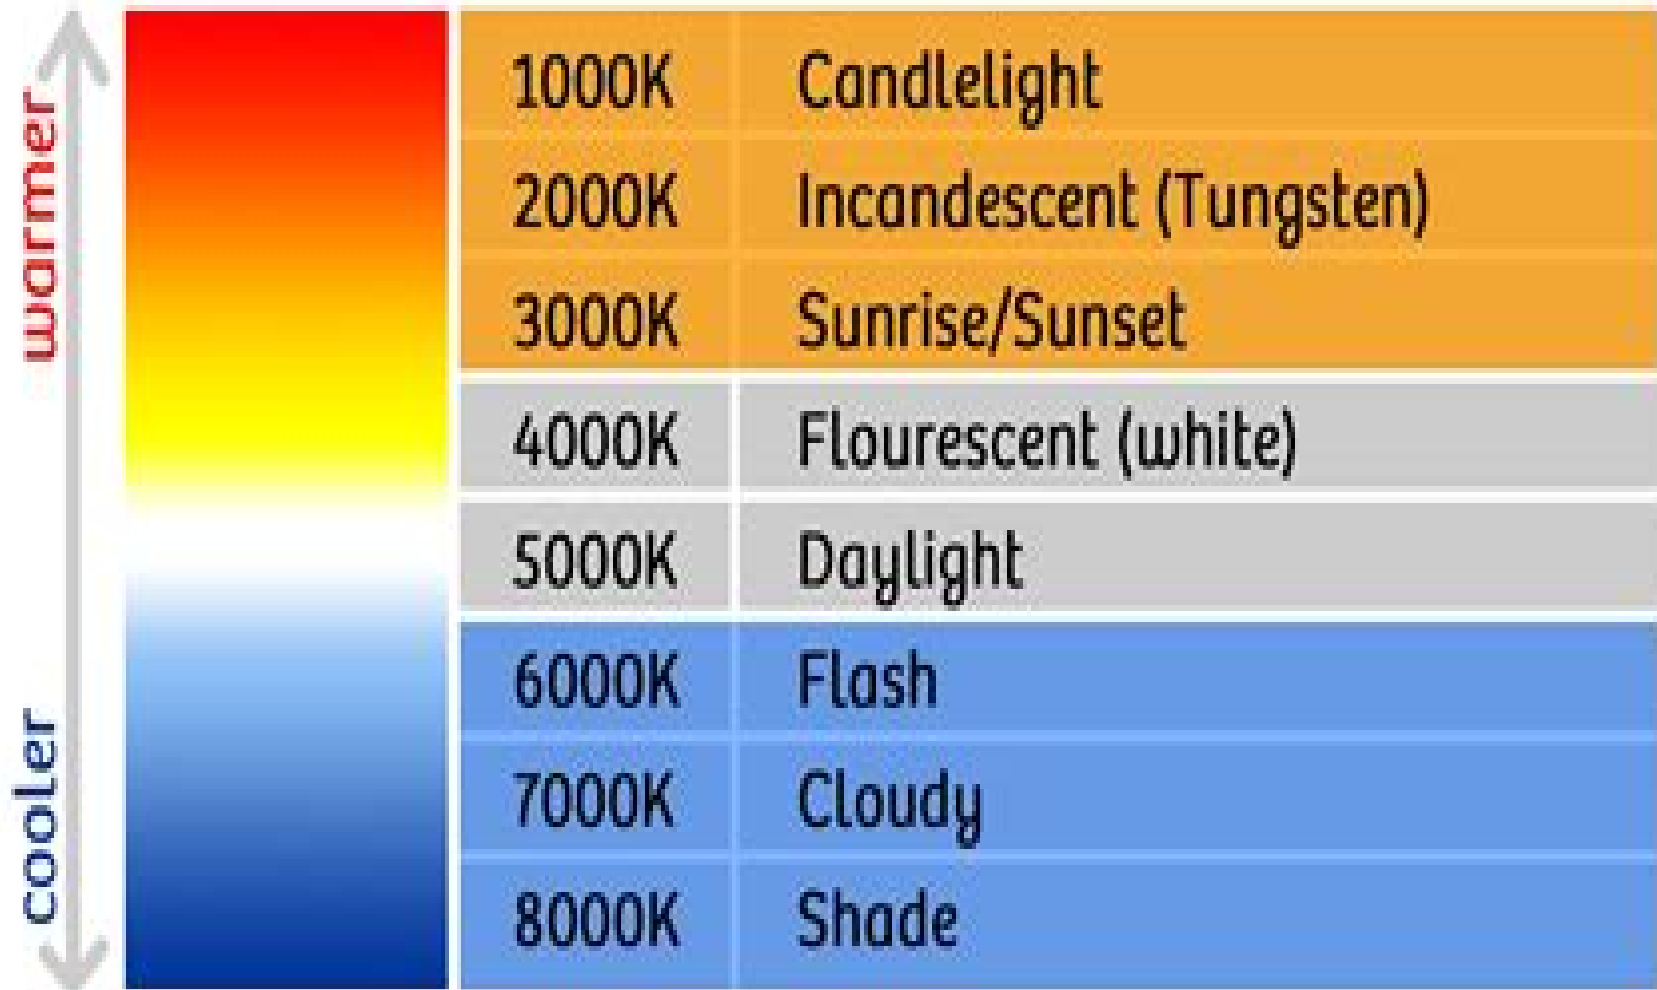 warmer
cooler
1000K Candlelight
2000K Incandescent (Tungsten)
3000K Sunrise/Sunset
4000K Flourescent (white)
5000K Daylight
6000K Flash
7000K Cloudy
8000K Shade